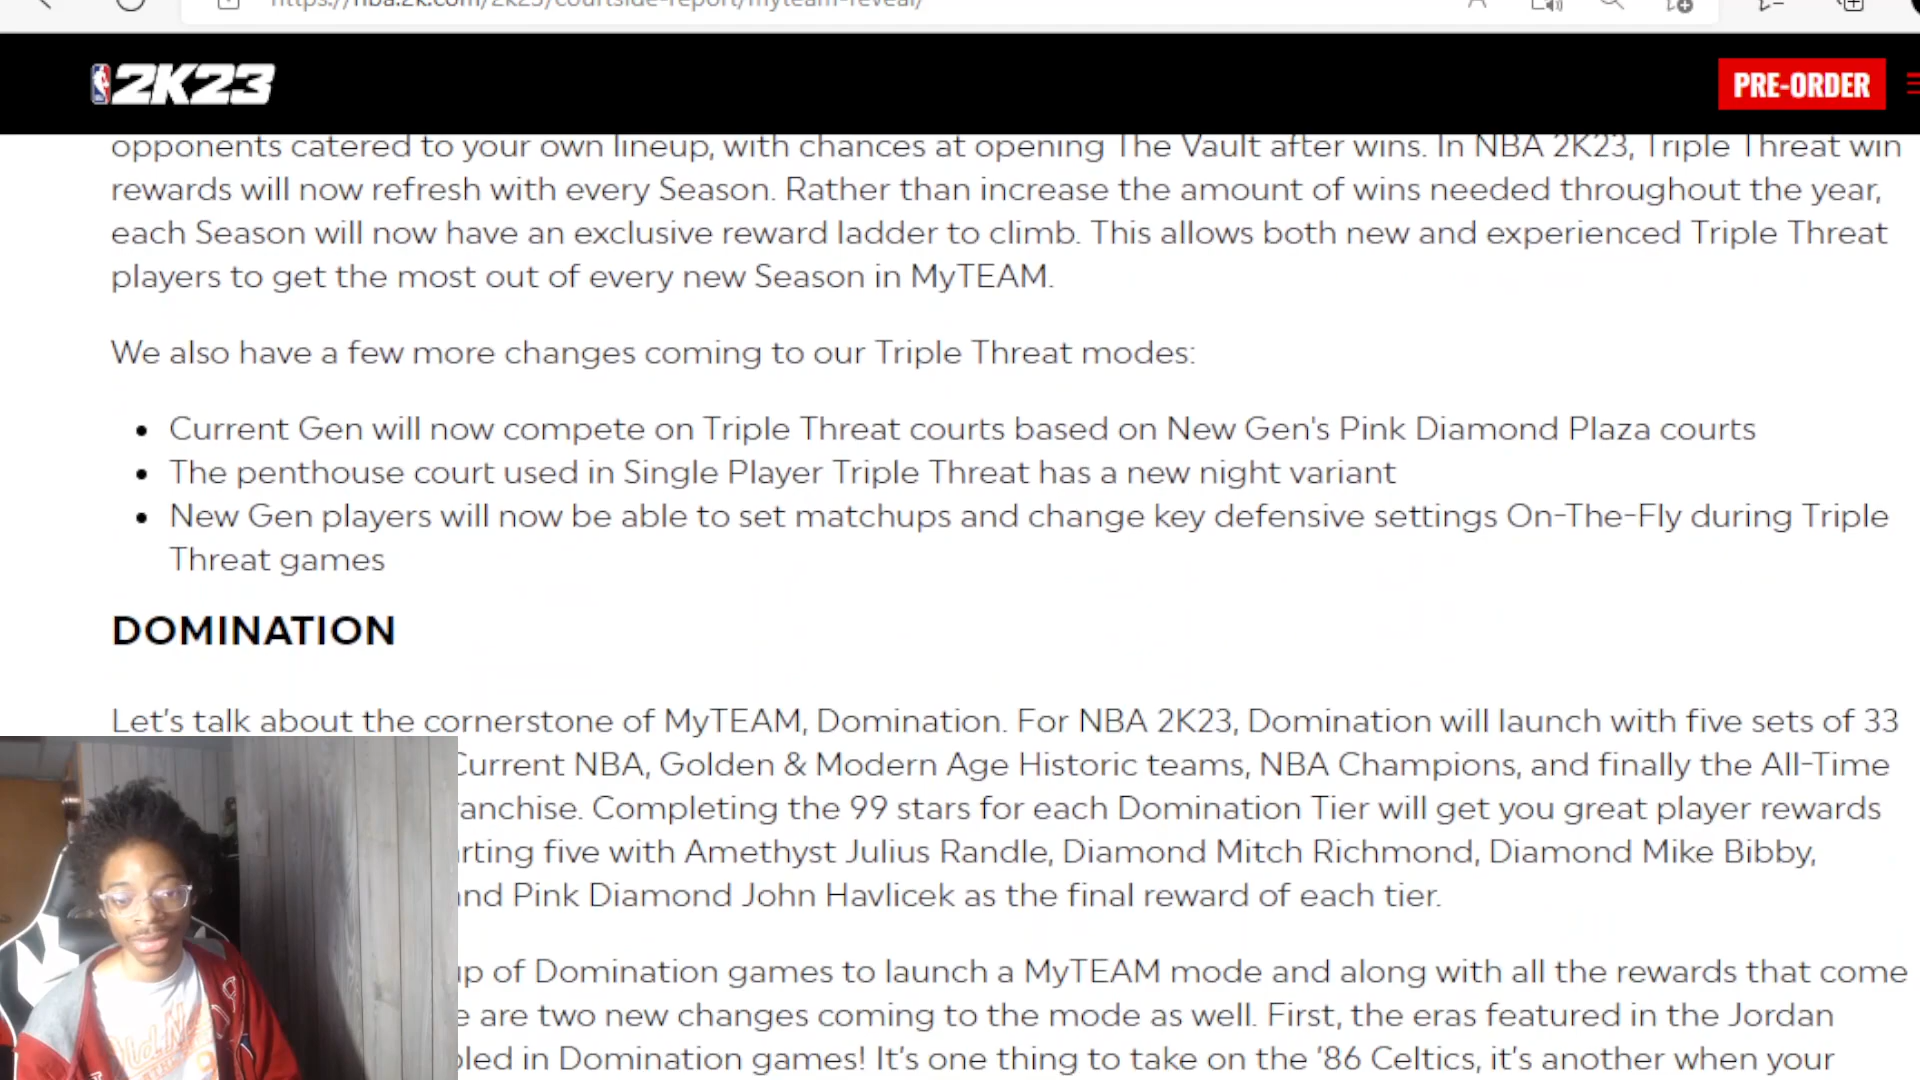 https://nba.2k.com/2k23/courtside-report/myteam-reveal/
2K23
PRE-ORDER
opponents catered to your own lineup, with chances at opening The Vault after wins. In NBA 2K23, Triple Threat win
rewards will now refresh with every Season. Rather than increase the amount of wins needed throughout the year,
each Season will now have an exclusive reward ladder to climb. This allows both new and experienced Triple Threat
players to get the most out of every new Season in MyTEAM.
We also have a few more changes coming to our Triple Threat modes:
• Current Gen will now compete on Triple Threat courts based on New Gen's Pink Diamond Plaza courts
• The penthouse court used in Single Player Triple Threat has a new night variant
• New Gen players will now be able to set matchups and change key defensive settings On-The-Fly during Triple
Threat games
DOMINATION
Let's talk about the cornerstone of MyTEAM, Domination. For NBA 2K23, Domination will launch with five sets of 33
Current NBA, Golden & Modern Age Historic teams, NBA Champions, and finally the All-Time
anchise. Completing the 99 stars for each Domination Tier will get you great player rewards
rting five with Amethyst Julius Randle, Diamond Mitch Richmond, Diamond Mike Bibby,
and Pink Diamond John Havlicek as the final reward of each tier.
up of Domination games to launch a MyTEAM mode and along with all the rewards that come
e are two new changes coming to the mode as well. First, the eras featured in the Jordan
bled in Domination games! It's one thing to take on the '86 Celtics, it's another when your